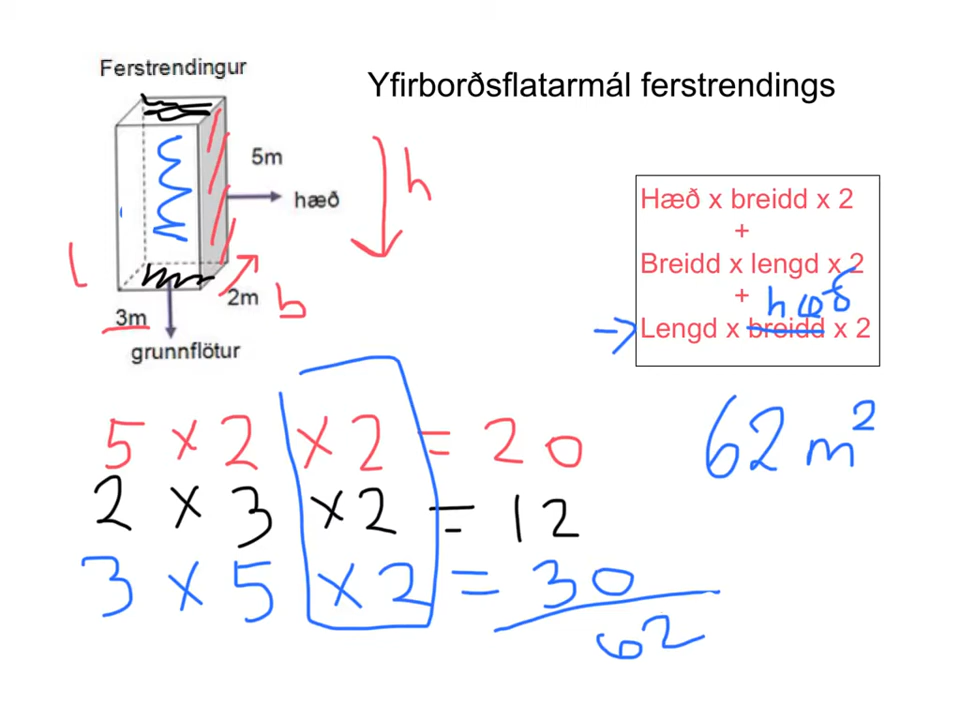 Ferstrendingur
Yfirborðsflatarmál ferstrendings
5m
hæð
h
l
2m
b
3m
grunnflötur
Hæð x breidd x 2
+
Breidd x lengd x 2
+
hæð
Lengd x breidd x 2
5 x 2 x 2 = 20
2 x 3 x 2 = 12
3 x 5 x 2 = 30
62
62 m²